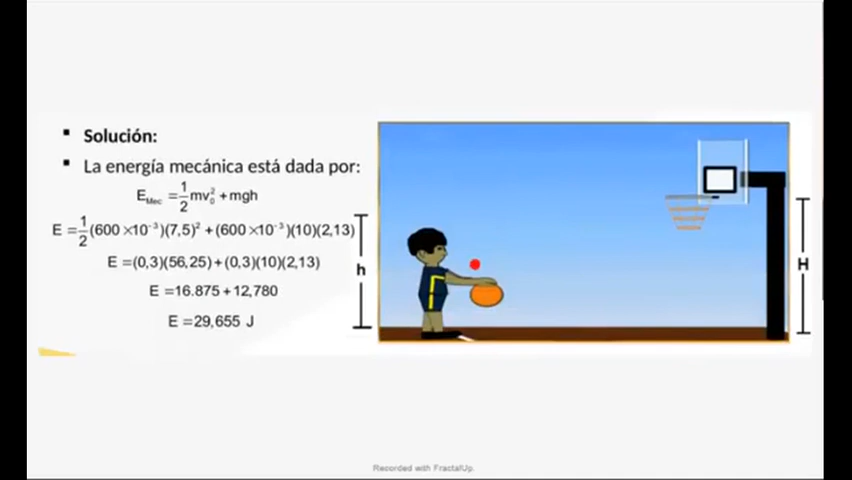 ▪ Solución:
▪ La energía mecánica está dada por:
E_Mec = 1/2 mv₀² + mgh
E = 1/2 (600 ×10⁻³)(7,5)² + (600 ×10⁻³)(10)(2,13)
E = (0,3)(56,25) + (0,3)(10)(2,13)
E = 16.875 + 12,780
E = 29,655 J
h
H
Recorded with FractalUp.